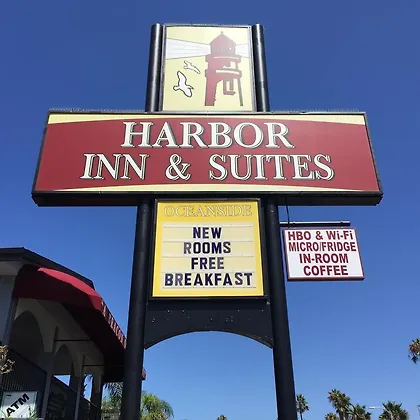 HARBOR
INN & SUITES
OCEANSIDE
NEW
ROOMS
FREE
BREAKFAST
HBO & Wi-Fi
MICRO/FRIDGE
IN-ROOM
COFFEE
ATM